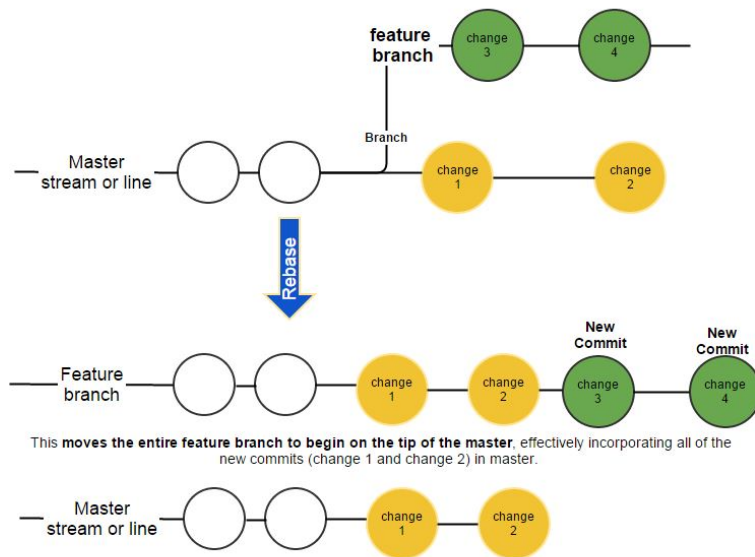 feature
branch
change
3
change
4
Branch
Master
stream or line
change
1
change
2
Rebase
New
Commit
New
Commit
Feature
branch
change
1
change
2
change
3
change
4
This moves the entire feature branch to begin on the tip of the master, effectively incorporating all of the
new commits (change 1 and change 2) in master.
Master
stream or line
change
1
change
2